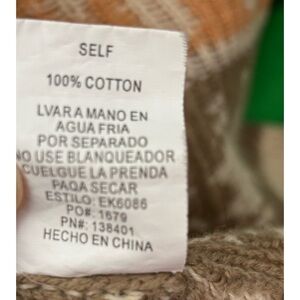 SELF
100% COTTON
LVARA MANO EN
AGUA FRIA
POR SEPARADO
NO USE BLANQUEADOR
CUELGUE LA PRENDA
PAQA SECAR
ESTILO: EK6086
PO#: 1679
PN#: 138401
HECHO EN CHINA